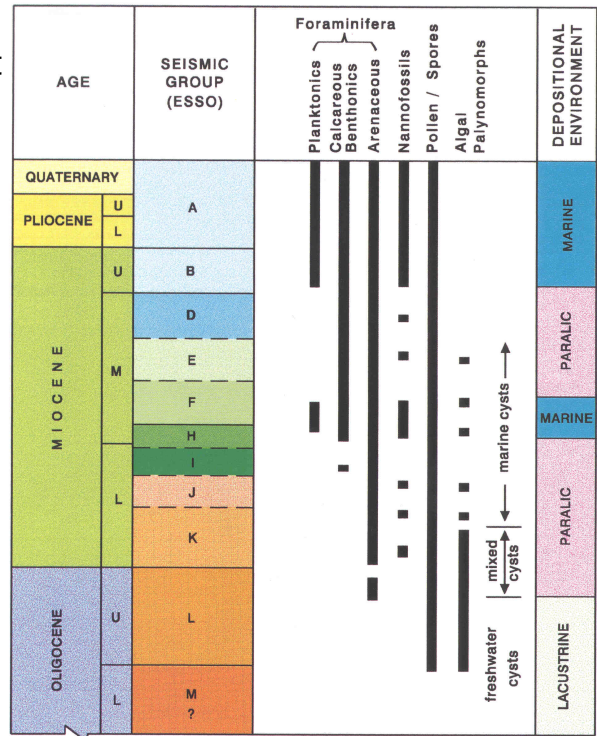 AGE
SEISMIC
GROUP
(ESSO)
Foraminifera
Planktonics
Calcareous
Benthonics
Arenaceous
Nannofossils
Pollen / Spores
Algal
Palynomorphs
DEPOSITIONAL
ENVIRONMENT
QUATERNARY
PLIOCENE
U
L
MIOCENE
U
M
L
OLIGOCENE
U
L
A
B
D
E
F
H
I
J
K
L
M
?
marine cysts
mixed
cysts
freshwater
cysts
MARINE
PARALIC
MARINE
PARALIC
LACUSTRINE